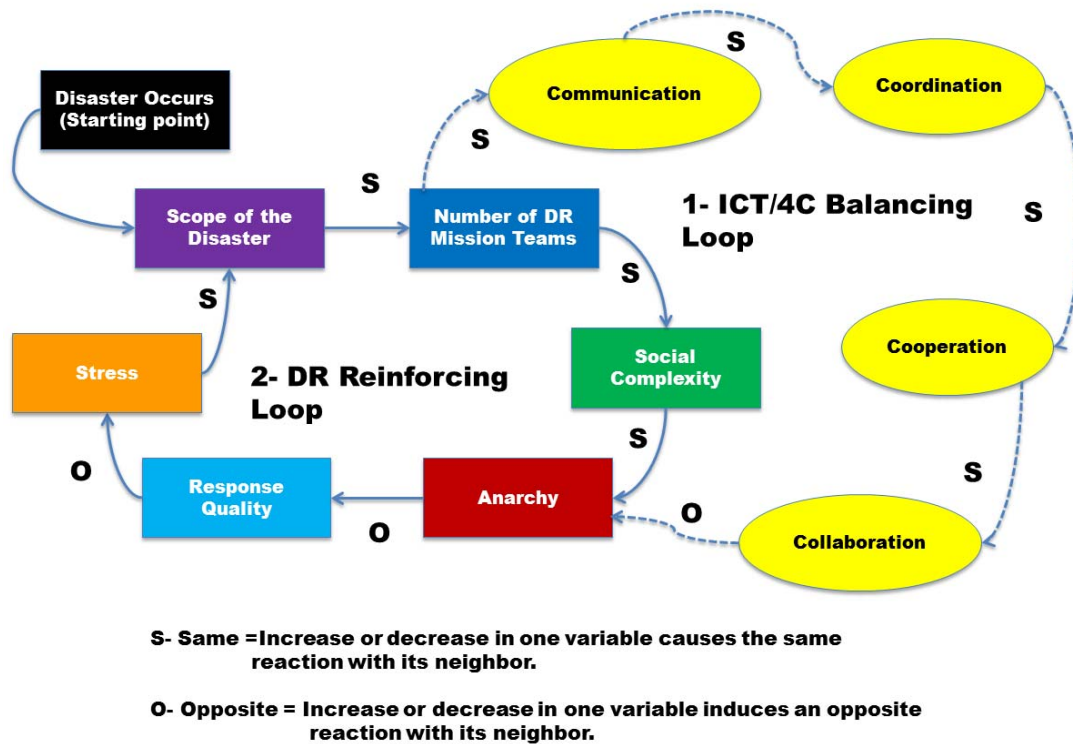 Disaster Occurs
(Starting point)
Communication
S
Coordination
S
S
Scope of the
Disaster
Number of DR
Mission Teams
1- ICT/4C Balancing
Loop
S
S
S
Stress
2- DR Reinforcing
Loop
Social
Complexity
Cooperation
S
O
Response
Quality
O
Anarchy
O
S
Collaboration
S- Same =Increase or decrease in one variable causes the same
reaction with its neighbor.
O- Opposite = Increase or decrease in one variable induces an opposite
reaction with its neighbor.